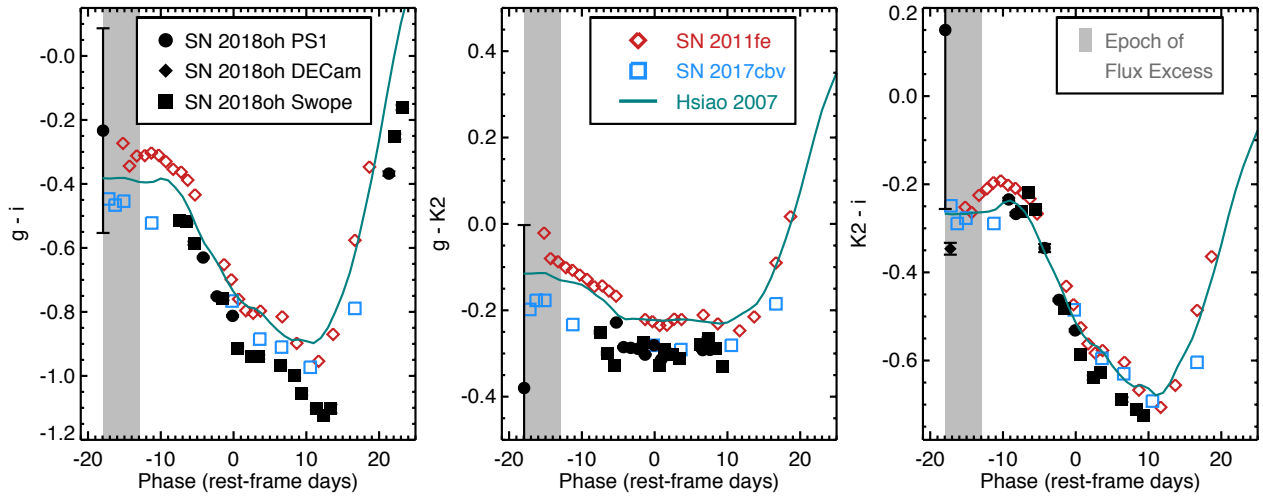 SN 2018oh PS1
SN 2018oh DECam
SN 2018oh Swope
-0.0
-0.2
-0.4
-0.6
-0.8
-1.0
-1.2
g - i
-20 -10 0 10 20
Phase (rest-frame days)
SN 2011fe
SN 2017cbv
Hsiao 2007
0.4
0.2
0.0
-0.2
-0.4
g - K2
-20 -10 0 10 20
Phase (rest-frame days)
Epoch of
Flux Excess
0.2
0.0
-0.2
-0.4
-0.6
K2 - i
-20 -10 0 10 20
Phase (rest-frame days)